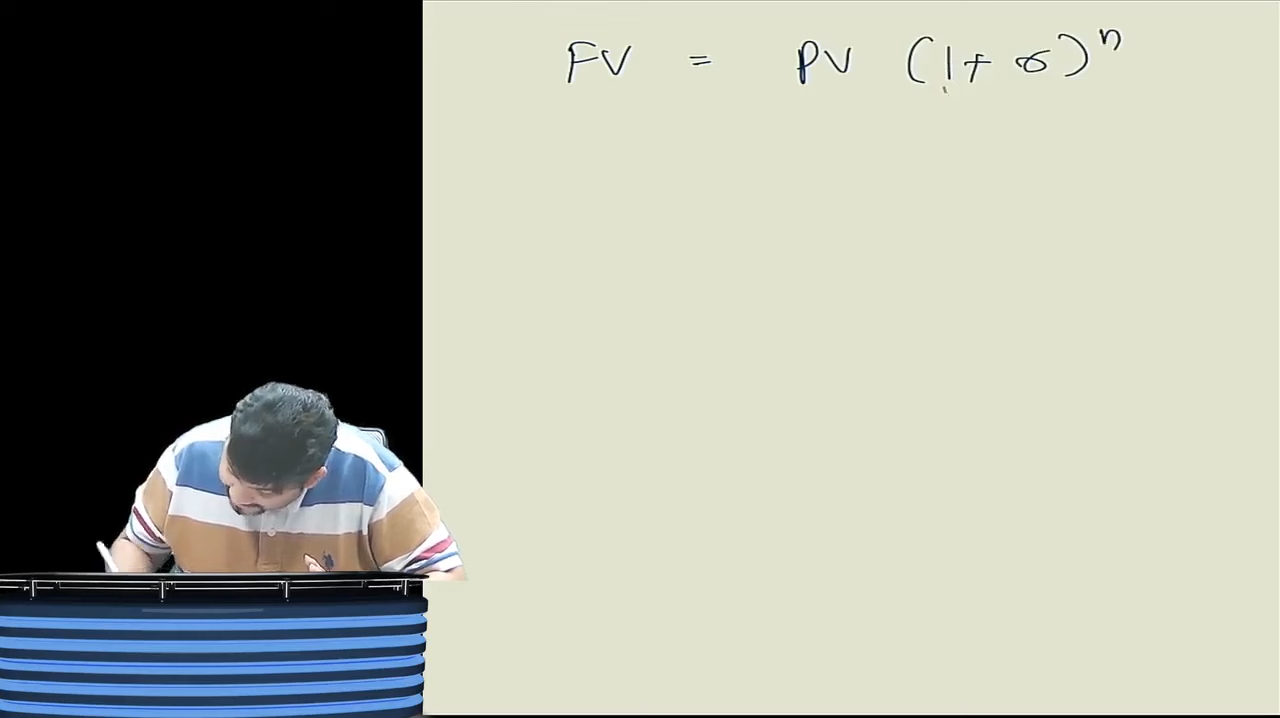 FV = PV (1+ r)^n